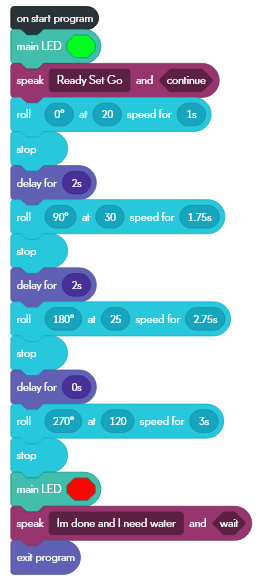 on start program
main LED
speak Ready Set Go and continue
roll 0° at 20 speed for 1s
stop
delay for 2s
roll 90° at 30 speed for 1.75s
stop
delay for 2s
roll 180° at 25 speed for 2.75s
stop
delay for 0s
roll 270° at 120 speed for 3s
stop
main LED
speak Im done and I need water and wait
exit program